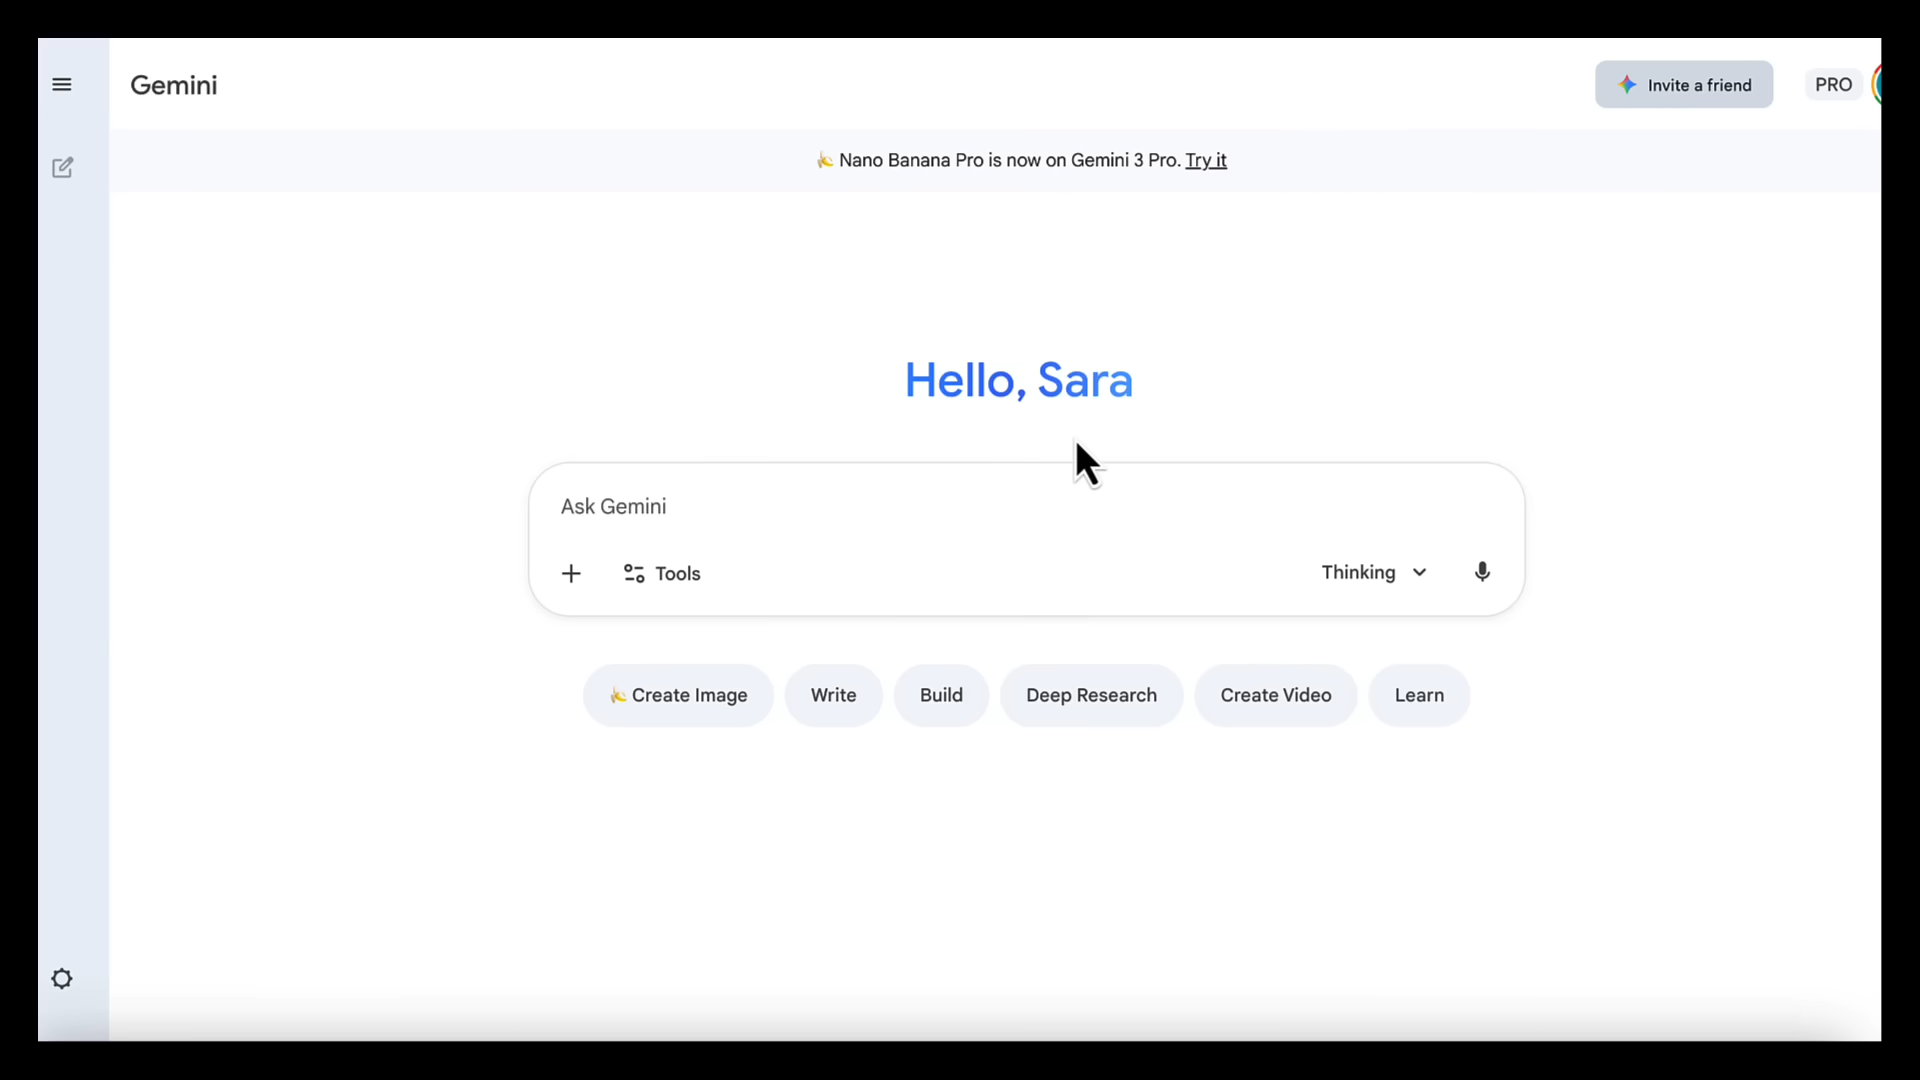 Gemini
Invite a friend
PRO
Nano Banana Pro is now on Gemini 3 Pro. Try it
Hello, Sara
Ask Gemini
Tools
Thinking
Create Image
Write
Build
Deep Research
Create Video
Learn